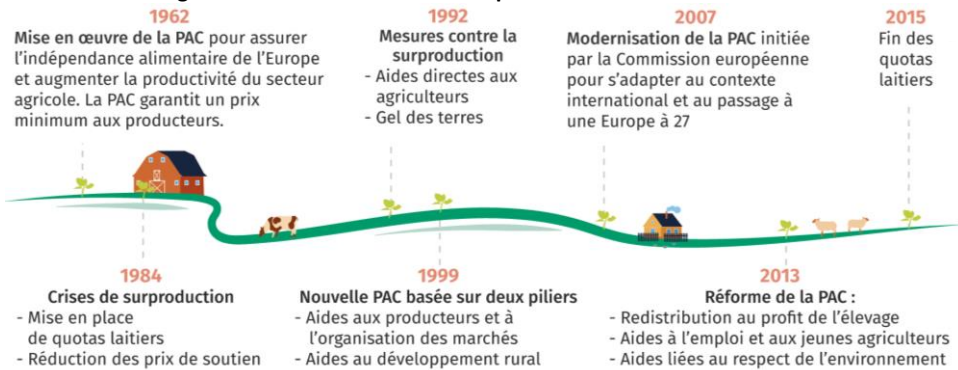 1962
Mise en œuvre de la PAC pour assurer
l’indépendance alimentaire de l’Europe
et augmenter la productivité du secteur
agricole. La PAC garantit un prix
minimum aux producteurs.
1992
Mesures contre la
surproduction
- Aides directes aux
agriculteurs
- Gel des terres
2007
Modernisation de la PAC initiée
par la Commission européenne
pour s’adapter au contexte
international et au passage à
une Europe à 27
2015
Fin des
quotas
laitiers
1984
Crises de surproduction
- Mise en place
de quotas laitiers
- Réduction des prix de soutien
1999
Nouvelle PAC basée sur deux piliers
- Aides aux producteurs et à
l’organisation des marchés
- Aides au développement rural
2013
Réforme de la PAC :
- Redistribution au profit de l’élevage
- Aides à l’emploi et aux jeunes agriculteurs
- Aides liées au respect de l’environnement